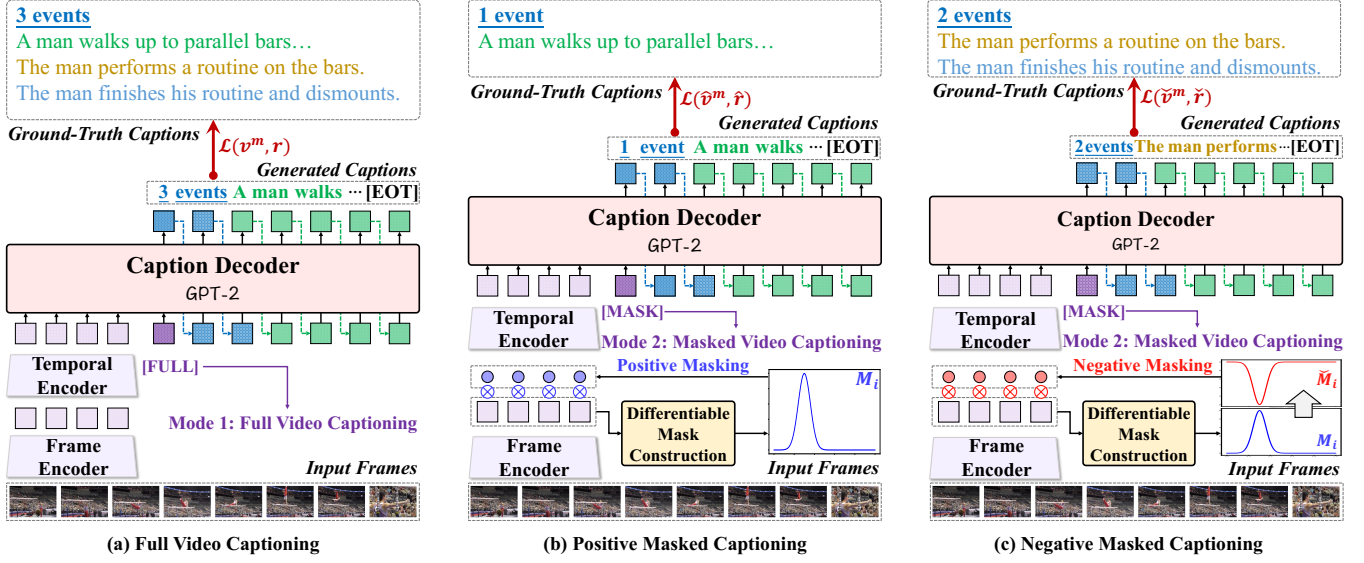 3 events
A man walks up to parallel bars…
The man performs a routine on the bars.
The man finishes his routine and dismounts.
Ground-Truth Captions
ℒ(v^m, r)
Generated Captions
3 events A man walks ··· [EOT]
Caption Decoder
GPT-2
Temporal
Encoder
[FULL]
Mode 1: Full Video Captioning
Frame
Encoder
Input Frames
(a) Full Video Captioning
1 event
A man walks up to parallel bars…
Ground-Truth Captions
ℒ(v̂^m, r̂)
Generated Captions
1 event A man walks ··· [EOT]
Caption Decoder
GPT-2
Temporal
Encoder
[MASK]
Mode 2: Masked Video Captioning
Positive Masking
M_i
Differentiable
Mask
Construction
Frame
Encoder
Input Frames
(b) Positive Masked Captioning
2 events
The man performs a routine on the bars.
The man finishes his routine and dismounts.
Ground-Truth Captions
ℒ(v̌^m, ř)
Generated Captions
2 events The man performs ··· [EOT]
Caption Decoder
GPT-2
Temporal
Encoder
[MASK]
Mode 2: Masked Video Captioning
Negative Masking
M̌_i
M_i
Differentiable
Mask
Construction
Frame
Encoder
Input Frames
(c) Negative Masked Captioning